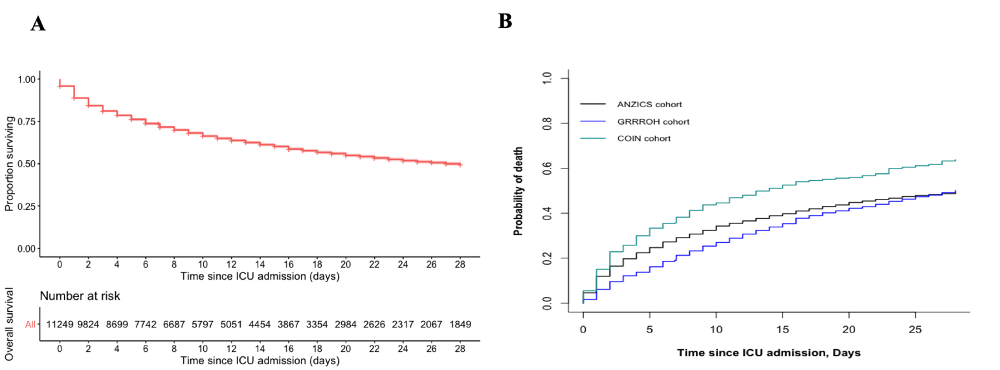 A
B
1.00
0.75
0.50
0.25
0.00
Proportion surviving
0 2 4 6 8 10 12 14 16 18 20 22 24 26 28
Time since ICU admission (days)
Number at risk
Overall survival
All
11249 9824 8699 7742 6687 5797 5051 4454 3867 3354 2984 2626 2317 2067 1849
0 2 4 6 8 10 12 14 16 18 20 22 24 26 28
Time since ICU admission (days)
1.0
0.8
0.6
0.4
0.2
0.0
Probability of death
ANZICS cohort
GRRROH cohort
COIN cohort
0 5 10 15 20 25
Time since ICU admission, Days